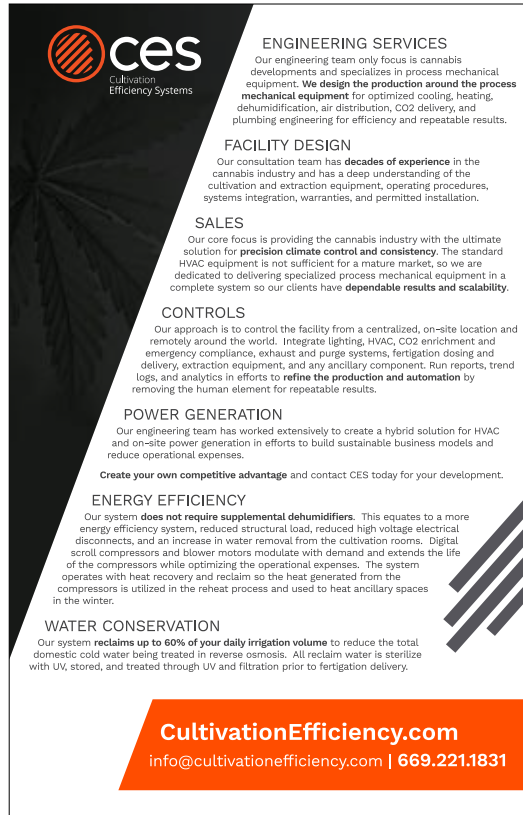 ces
Cultivation
Efficiency Systems
ENGINEERING SERVICES
Our engineering team only focus is cannabis
developments and specializes in process mechanical
equipment. We design the production around the process
mechanical equipment for optimized cooling, heating,
dehumidification, air distribution, CO2 delivery, and
plumbing engineering for efficiency and repeatable results.
FACILITY DESIGN
Our consultation team has decades of experience in the
cannabis industry and has a deep understanding of the
cultivation and extraction equipment, operating procedures,
systems integration, warranties, and permitted installation.
SALES
Our core focus is providing the cannabis industry with the ultimate
solution for precision climate control and consistency. The standard
HVAC equipment is not sufficient for a mature market, so we are
dedicated to delivering specialized process mechanical equipment in a
complete system so our clients have dependable results and scalability.
CONTROLS
Our approach is to control the facility from a centralized, on-site location and
remotely around the world. Integrate lighting, HVAC, CO2 enrichment and
emergency compliance, exhaust and purge systems, fertigation dosing and
delivery, extraction equipment, and any ancillary component. Run reports, trend
logs, and analytics in efforts to refine the production and automation by
removing the human element for repeatable results.
POWER GENERATION
Our engineering team has worked extensively to create a hybrid solution for HVAC
and on-site power generation in efforts to build sustainable business models and
reduce operational expenses.
Create your own competitive advantage and contact CES today for your development.
ENERGY EFFICIENCY
Our system does not require supplemental dehumidifiers. This equates to a more
energy efficiency system, reduced structural load, reduced high voltage electrical
disconnects, and an increase in water removal from the cultivation rooms. Digital
scroll compressors and blower motors modulate with demand and extends the life
of the compressors while optimizing the operational expenses. The system
operates with heat recovery and reclaim so the heat generated from the
compressors is utilized in the reheat process and used to heat ancillary spaces
in the winter.
WATER CONSERVATION
Our system reclaims up to 60% of your daily irrigation volume to reduce the total
domestic cold water being treated in reverse osmosis. All reclaim water is sterilize
with UV, stored, and treated through UV and filtration prior to fertigation delivery.
CultivationEfficiency.com
info@cultivationefficiency.com | 669.221.1831